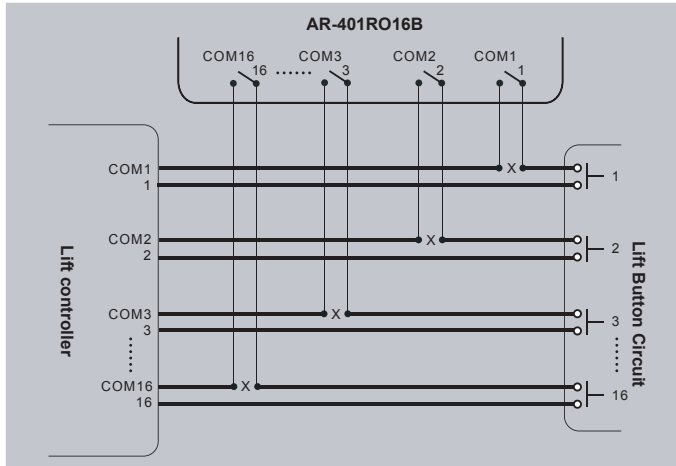 AR-401RO16B
COM16 COM3 COM2 COM1
16 ...... 3 2 1
COM1 X 1
1
COM2 X 2
2
COM3 X 3
3
......
COM16 X 16
16
Lift controller
Lift Button Circuit
......